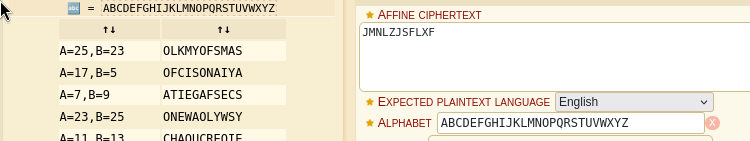 = ABCDEFGHIJKLMNOPQRSTUVWXYZ
↑↓ ↑↓
A=25,B=23 OLKMYOFSMAS
A=17,B=5 OFCISONAIYA
A=7,B=9 ATIEGAFSECS
A=23,B=25 ONEWAOLYWSY
A=11,B=13 CHAOUCREOIE
AFFINE CIPHERTEXT
JMNLZJSFLXF
EXPECTED PLAINTEXT LANGUAGE English
ALPHABET ABCDEFGHIJKLMNOPQRSTUVWXYZ X